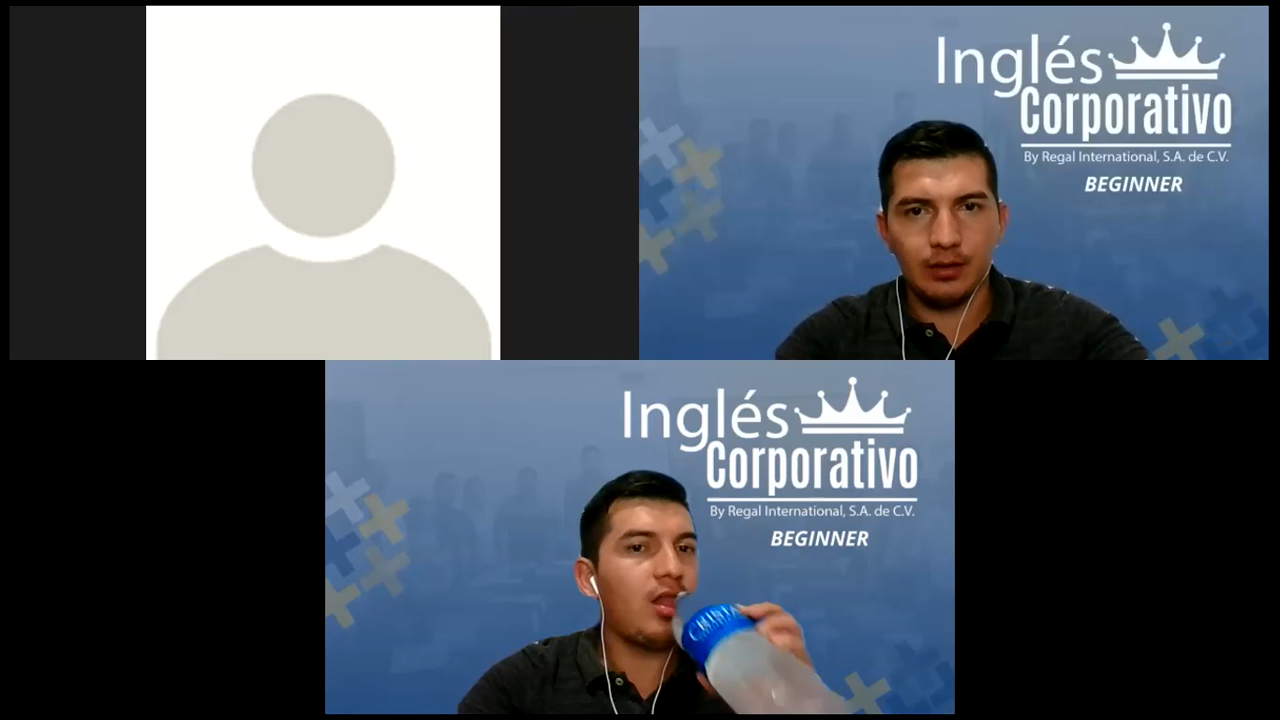 Inglés
Corporativo
By Regal International, S.A. de C.V.
BEGINNER
Inglés
Corporativo
By Regal International, S.A. de C.V.
BEGINNER